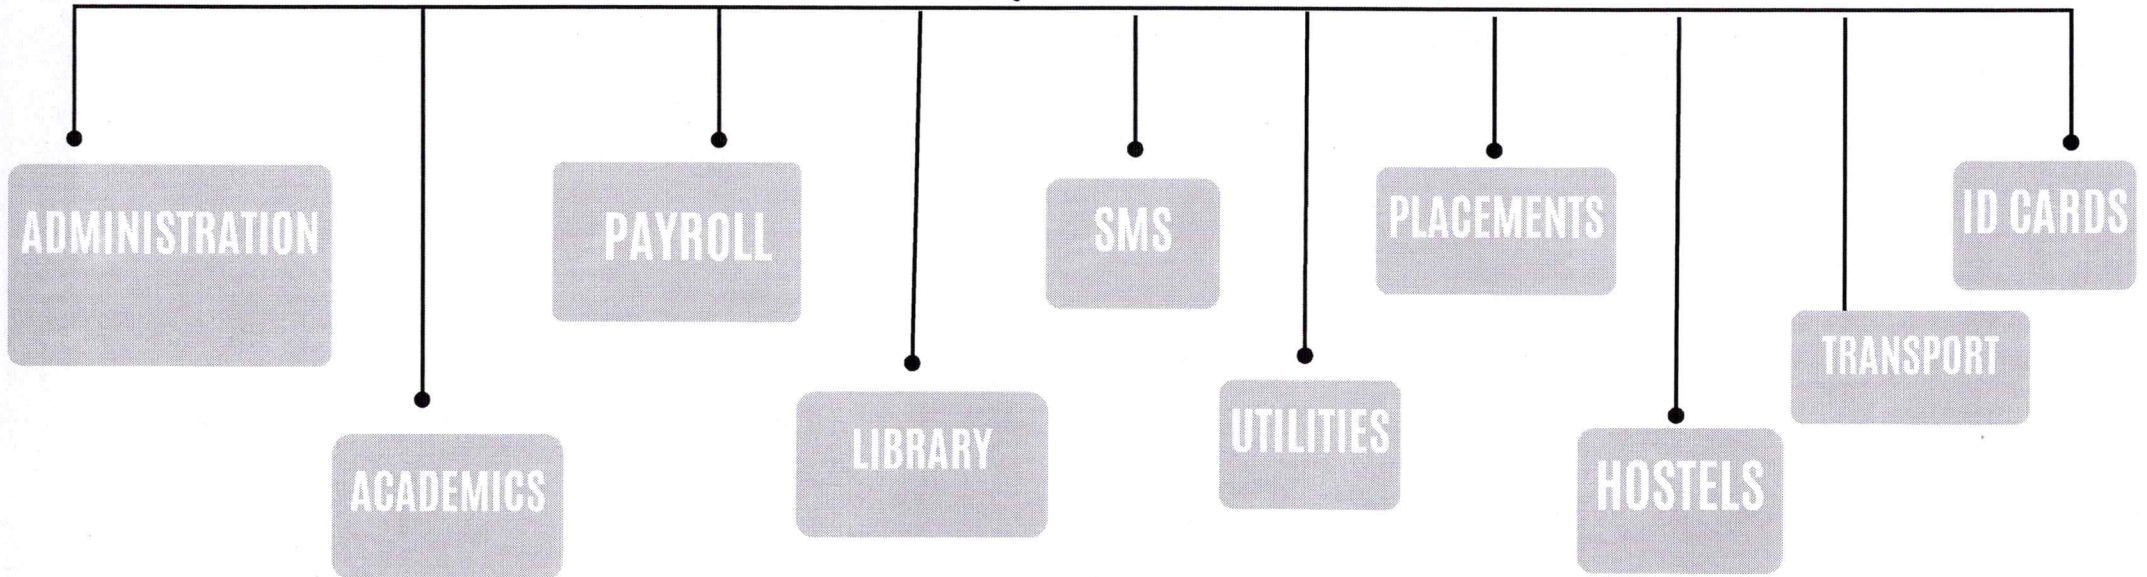 ADMINISTRATION
ACADEMICS
PAYROLL
LIBRARY
SMS
UTILITIES
PLACEMENTS
HOSTELS
TRANSPORT
ID CARDS